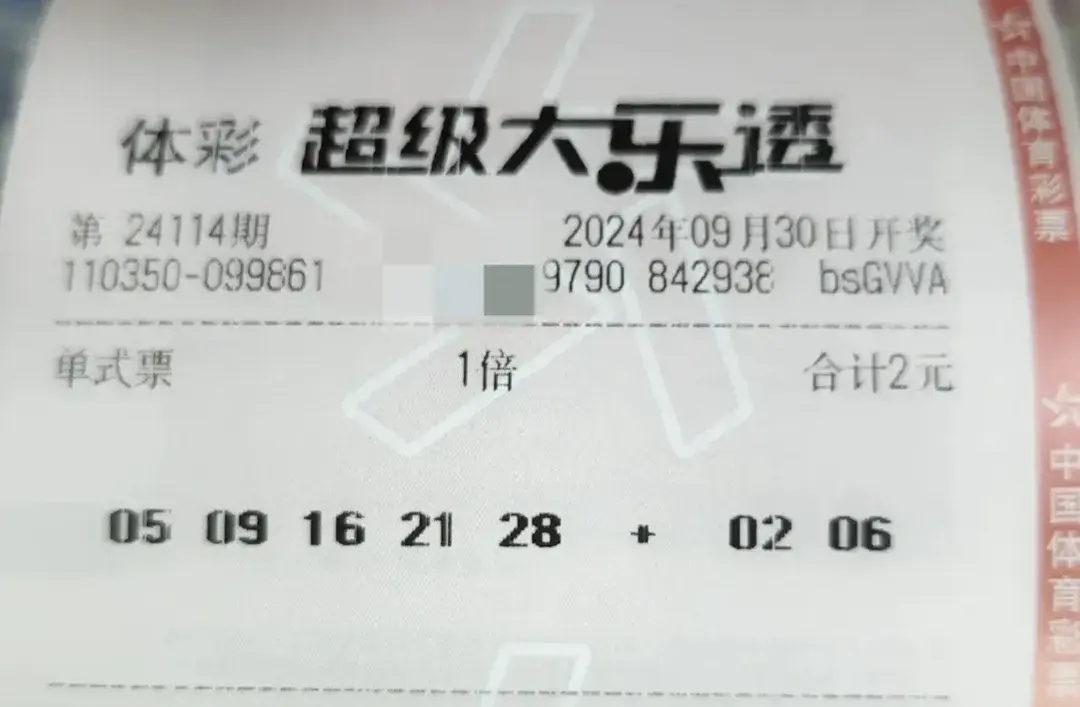 体彩 超级大乐透
第 24114期 2024年09月30日开奖
110350-099861 9790 842938 bsGVVA
单式票 1倍 合计2元
05 09 16 21 28 + 02 06
中国体育彩票
中国体育彩票